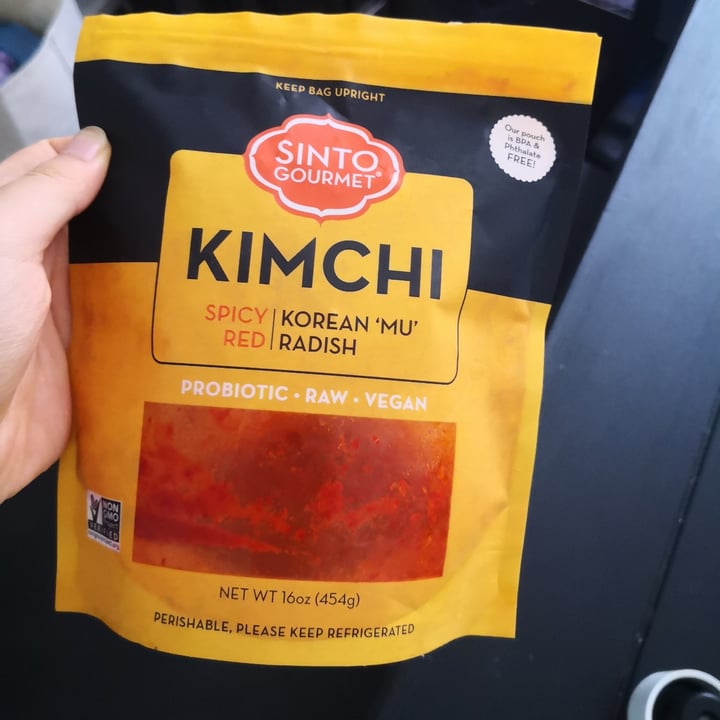 KEEP BAG UPRIGHT
Our pouch
is BPA &
Phthalate
FREE!
SINTO
GOURMET®
KIMCHI
SPICY
RED
KOREAN 'MU'
RADISH
PROBIOTIC • RAW • VEGAN
NON
GMO
VERIFIED
NET WT 16oz (454g)
PERISHABLE, PLEASE KEEP REFRIGERATED